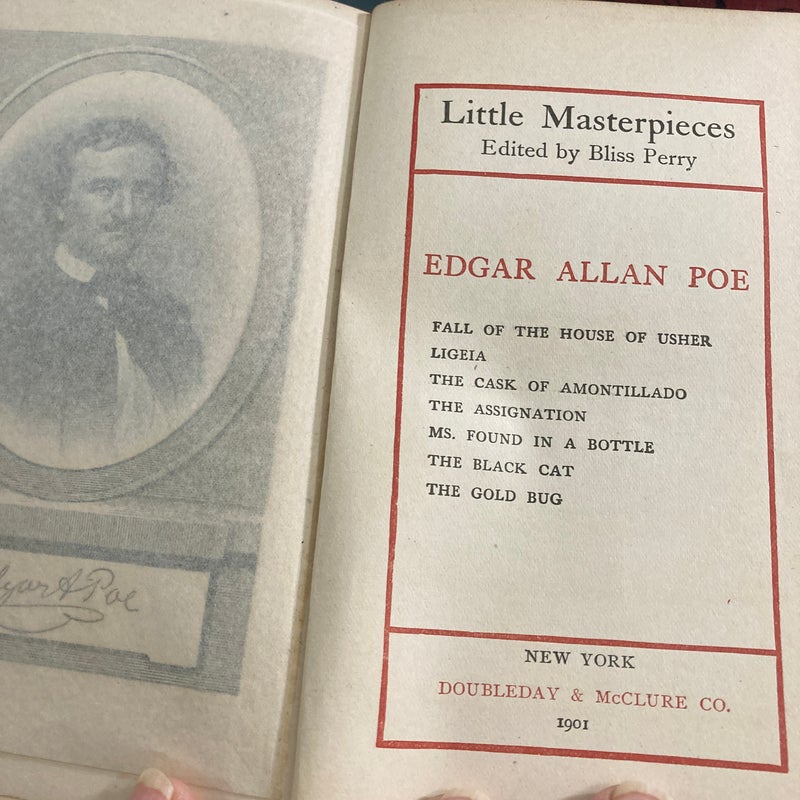 Little Masterpieces
Edited by Bliss Perry
EDGAR ALLAN POE
FALL OF THE HOUSE OF USHER
LIGEIA
THE CASK OF AMONTILLADO
THE ASSIGNATION
MS. FOUND IN A BOTTLE
THE BLACK CAT
THE GOLD BUG
NEW YORK
DOUBLEDAY & McCLURE CO.
1901
gar A Poe